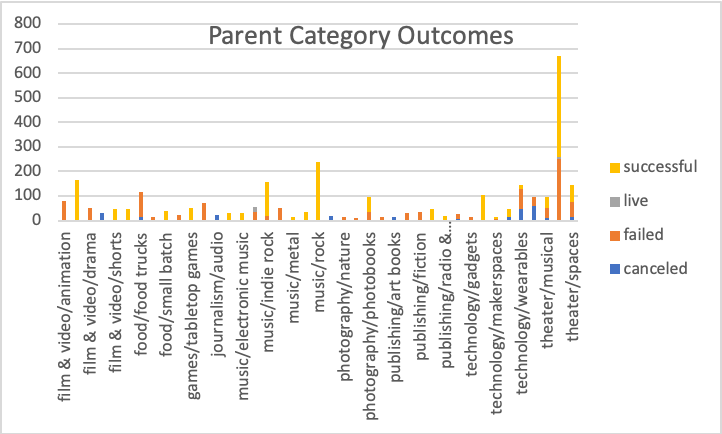 Parent Category Outcomes
800
700
600
500
400
300
200
100
0
film & video/animation
film & video/drama
film & video/shorts
food/food trucks
food/small batch
games/tabletop games
journalism/audio
music/electronic music
music/indie rock
music/metal
music/rock
photography/nature
photography/photobooks
publishing/art books
publishing/fiction
publishing/radio &…
technology/gadgets
technology/makerspaces
technology/wearables
theater/musical
theater/spaces
successful
live
failed
canceled